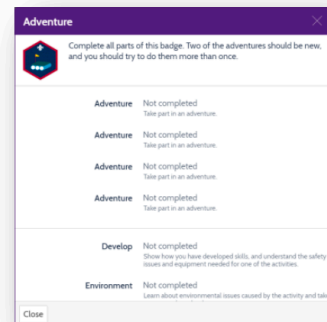 Adventure
Complete all parts of this badge. Two of the adventures should be new,
and you should try to do them more than once.
Adventure Not completed
Take part in an adventure.
Adventure Not completed
Take part in an adventure.
Adventure Not completed
Take part in an adventure.
Adventure Not completed
Take part in an adventure.
Develop Not completed
Show how you have developed skills, and understand the safety
issues and equipment needed for one of the activities.
Environment Not completed
Learn about environmental issues caused by the activity and take
Close